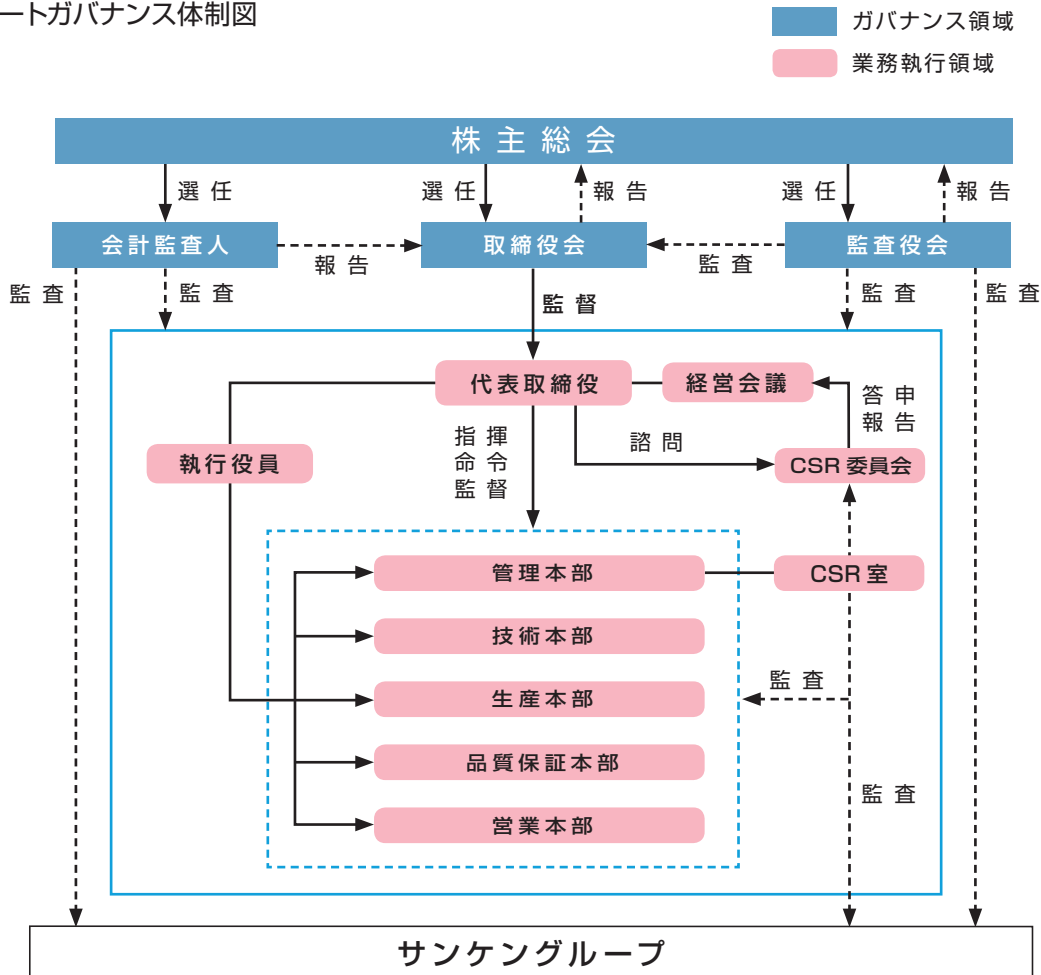 ートガバナンス体制図
ガバナンス領域
業務執行領域
株主総会
選任
選任
報告
選任
報告
会計監査人
取締役会
監査役会
報告
監査
監査
監査
監査
監査
監督
代表取締役
経営会議
答申
報告
指揮
命令
監督
諮問
執行役員
CSR 委員会
管理本部
CSR 室
技術本部
監査
生産本部
品質保証本部
監査
営業本部
サンケングループ